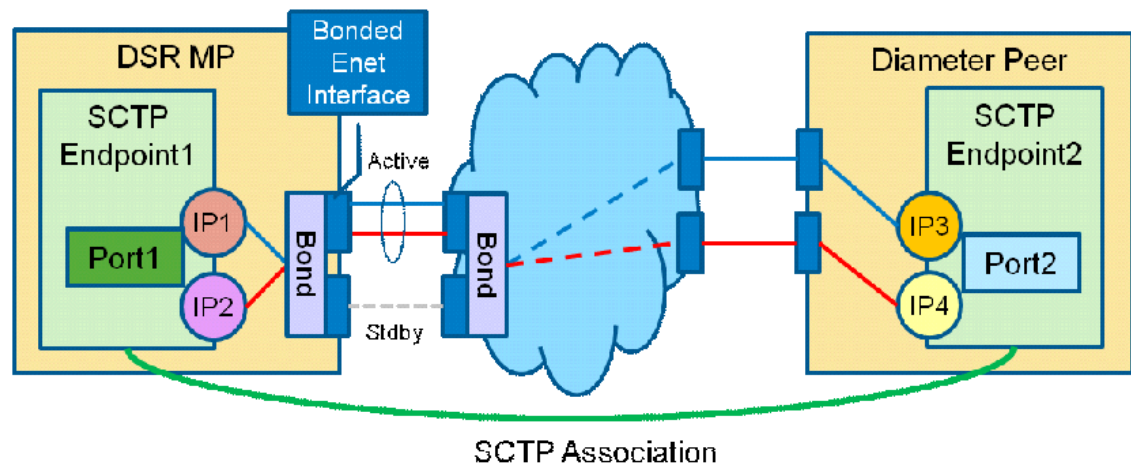 DSR MP
Bonded
Enet
Interface
Diameter Peer
SCTP
Endpoint1
SCTP
Endpoint2
Active
IP1
IP3
Port1
Bond
Bond
Port2
IP2
IP4
Stdby
SCTP Association